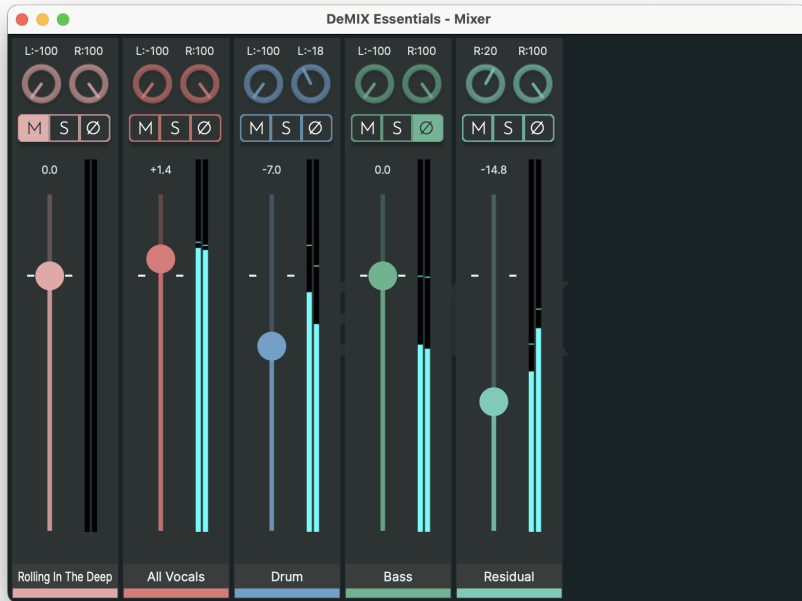 DeMIX Essentials - Mixer
L:-100 R:100 L:-100 R:100 L:-100 L:-18 L:-100 R:100 R:20 R:100
M S Ø M S Ø M S Ø M S Ø M S Ø
0.0 +1.4 -7.0 0.0 -14.8
Rolling In The Deep All Vocals Drum Bass Residual